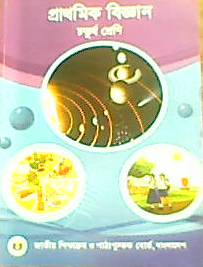 প্রাথমিক বিজ্ঞান
চতুর্থ শ্রেণি
জাতীয় শিক্ষাক্রম ও পাঠ্যপুস্তক বোর্ড, বাংলাদেশ